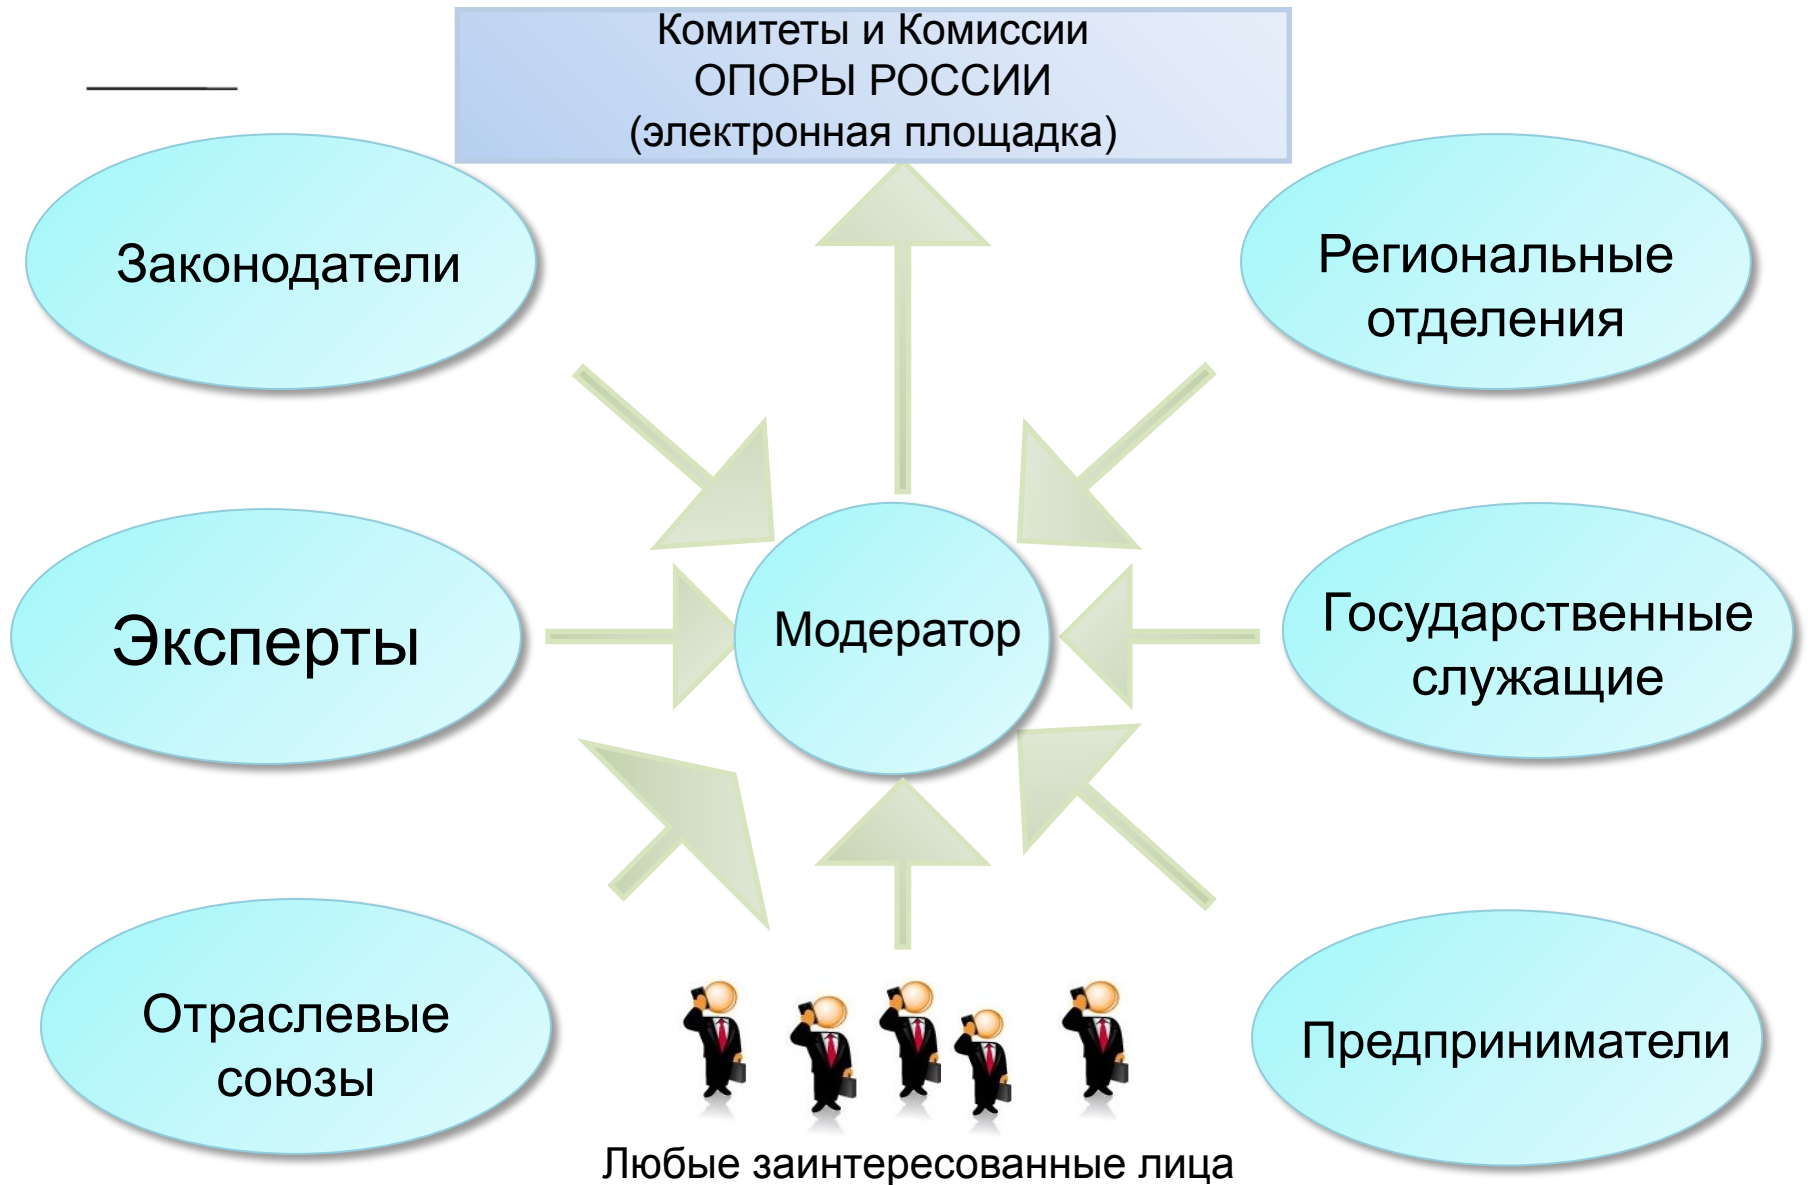 Комитеты и Комиссии
ОПОРЫ РОССИИ
(электронная площадка)
Законодатели
Региональные
отделения
Эксперты
Модератор
Государственные
служащие
Отраслевые
союзы
Предприниматели
Любые заинтересованные лица